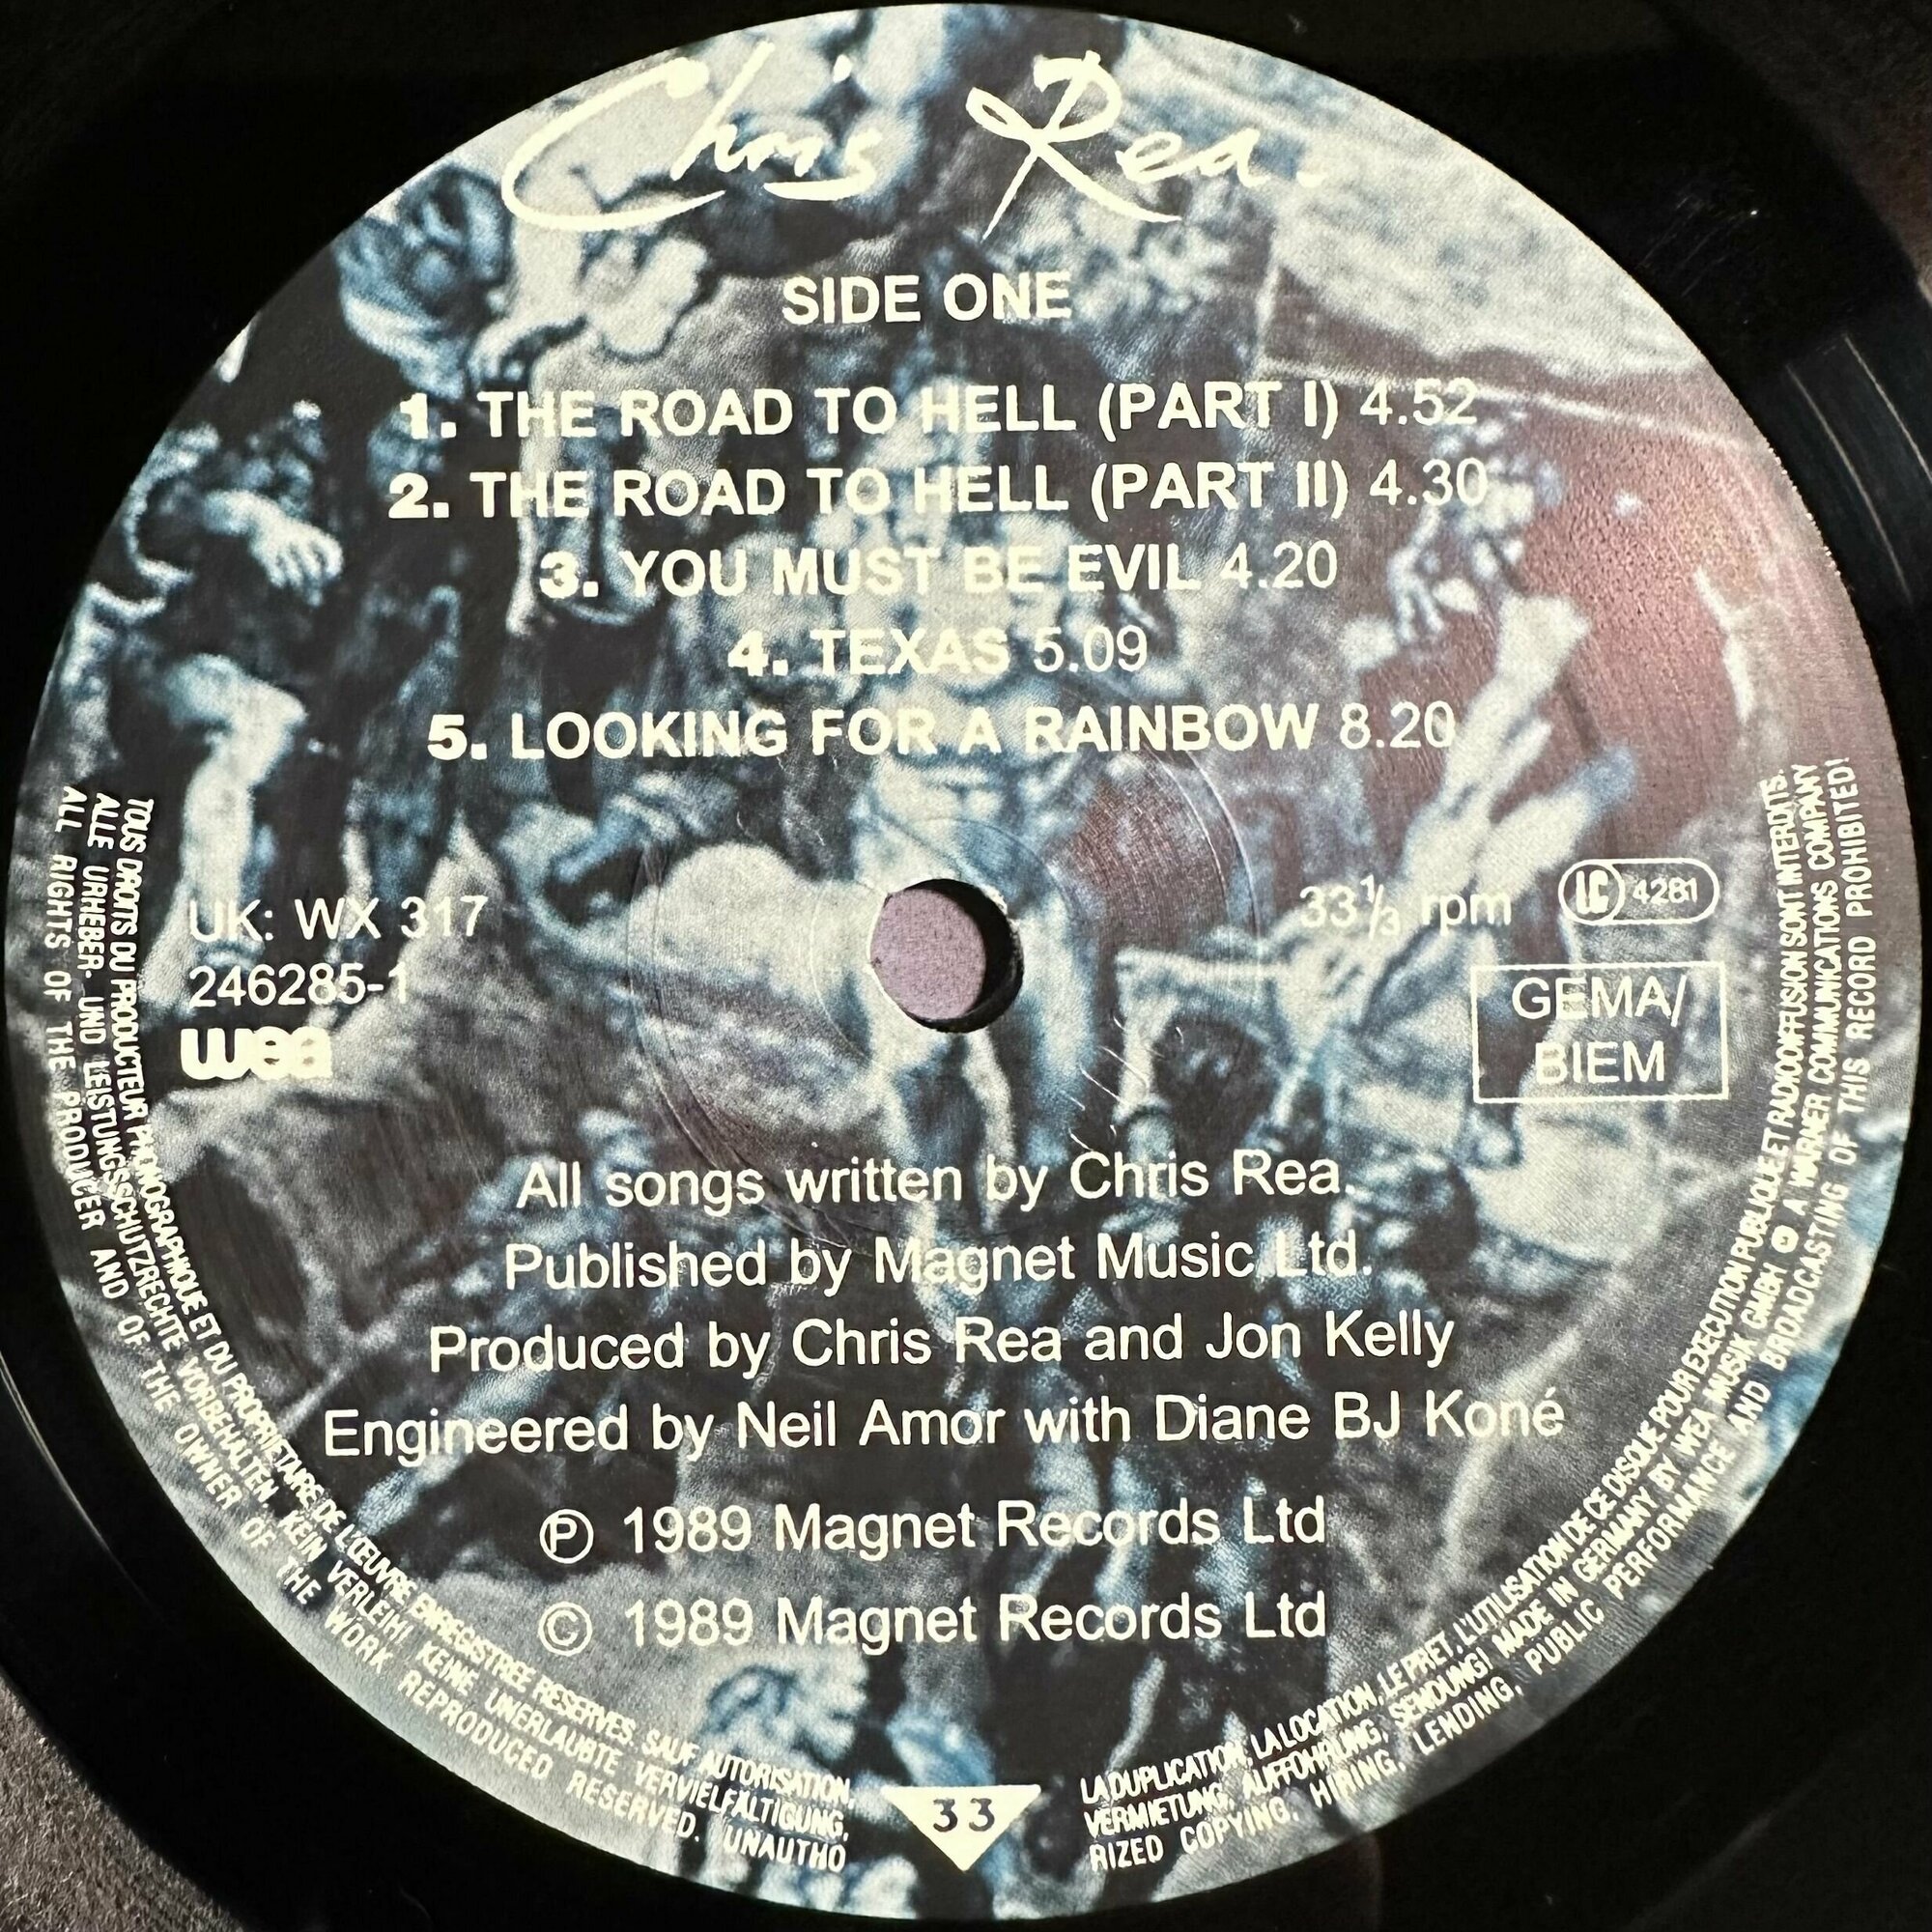 Chris Rea.
SIDE ONE
1. THE ROAD TO HELL (PART I) 4.52
2. THE ROAD TO HELL (PART II) 4.30
3. YOU MUST BE EVIL 4.20
4. TEXAS 5.09
5. LOOKING FOR A RAINBOW 8.20
UK: WX 317
246285-1
wea
33⅓ rpm
LC 4281
GEMA/
BIEM
All songs written by Chris Rea.
Published by Magnet Music Ltd.
Produced by Chris Rea and Jon Kelly
Engineered by Neil Amor with Diane BJ Koné
Ⓟ 1989 Magnet Records Ltd
© 1989 Magnet Records Ltd
TOUS DROITS DU PRODUCTEUR PHONOGRAPHIQUE ET DU PROPRIETAIRE DE L'ŒUVRE ENREGISTREE RESERVES. SAUF AUTORISATION,
LA DUPLICATION, LA LOCATION, LE PRET, L'UTILISATION DE CE DISQUE POUR EXECUTION PUBLIQUE ET RADIODIFFUSION SONT INTERDITS.
ALLE URHEBER- UND LEISTUNGSSCHUTZRECHTE VORBEHALTEN. KEIN VERLEIH! KEINE UNERLAUBTE VERVIELFÄLTIGUNG,
VERMIETUNG, AUFFÜHRUNG, SENDUNG! MADE IN GERMANY BY WEA MUSIK GMBH A WARNER COMMUNICATIONS COMPANY
ALL RIGHTS OF THE PRODUCER AND OF THE OWNER OF THE WORK REPRODUCED RESERVED. UNAUTHO
RIZED COPYING, HIRING, LENDING, PUBLIC PERFORMANCE AND BROADCASTING OF THIS RECORD PROHIBITED!
33